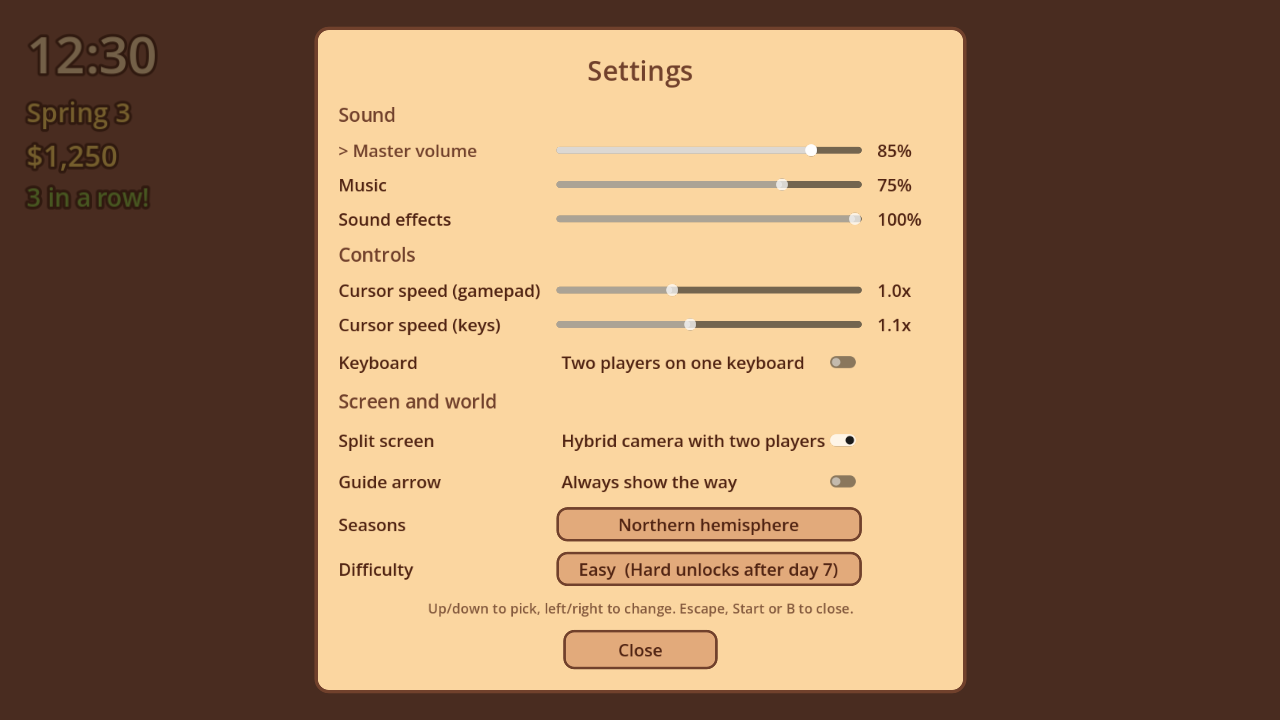 12:30
Spring 3
$1,250
3 in a row!
Settings
Sound
> Master volume 85%
Music 75%
Sound effects 100%
Controls
Cursor speed (gamepad) 1.0x
Cursor speed (keys) 1.1x
Keyboard Two players on one keyboard
Screen and world
Split screen Hybrid camera with two players
Guide arrow Always show the way
Seasons Northern hemisphere
Difficulty Easy (Hard unlocks after day 7)
Up/down to pick, left/right to change. Escape, Start or B to close.
Close